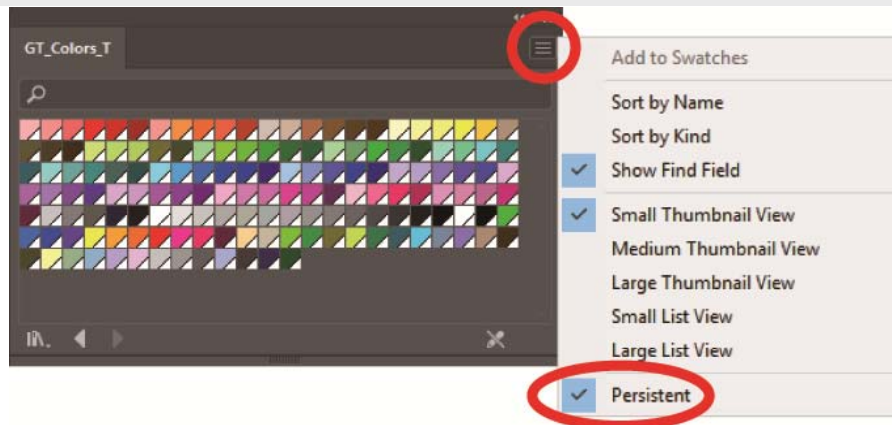 GT_Colors_T
Add to Swatches
Sort by Name
Sort by Kind
Show Find Field
Small Thumbnail View
Medium Thumbnail View
Large Thumbnail View
Small List View
Large List View
Persistent